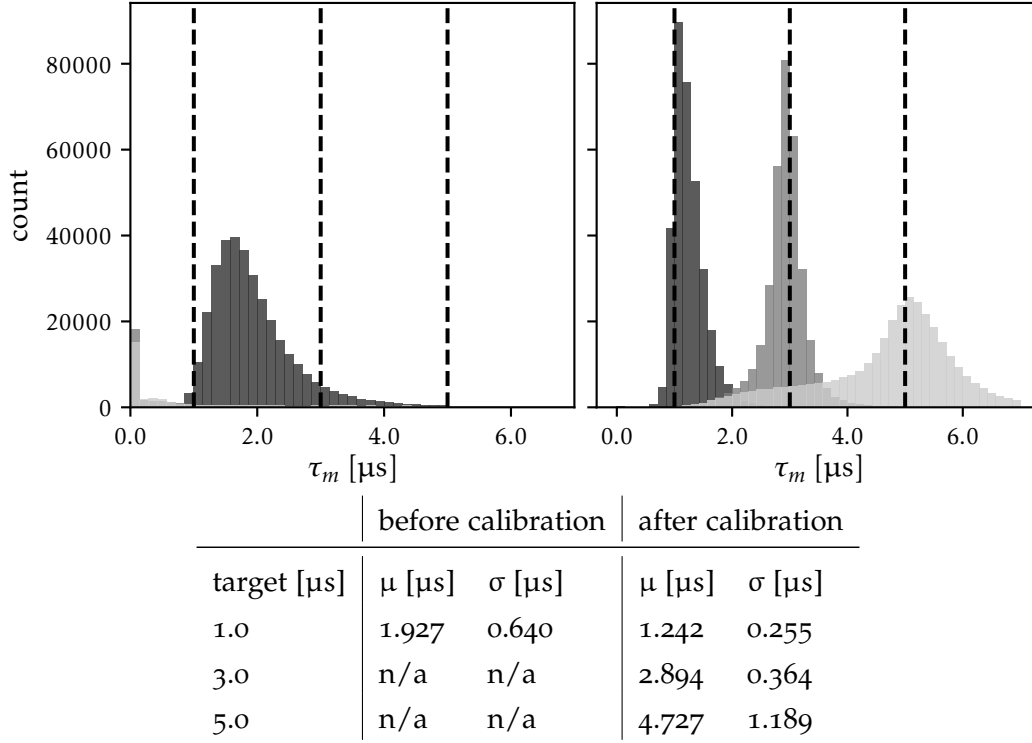 80000
60000
40000
20000
0
count
0.0 2.0 4.0 6.0
τm [µs]
0.0 2.0 4.0 6.0
τm [µs]
before calibration after calibration
target [µs] µ [µs] σ [µs] µ [µs] σ [µs]
1.0 1.927 0.640 1.242 0.255
3.0 n/a n/a 2.894 0.364
5.0 n/a n/a 4.727 1.189